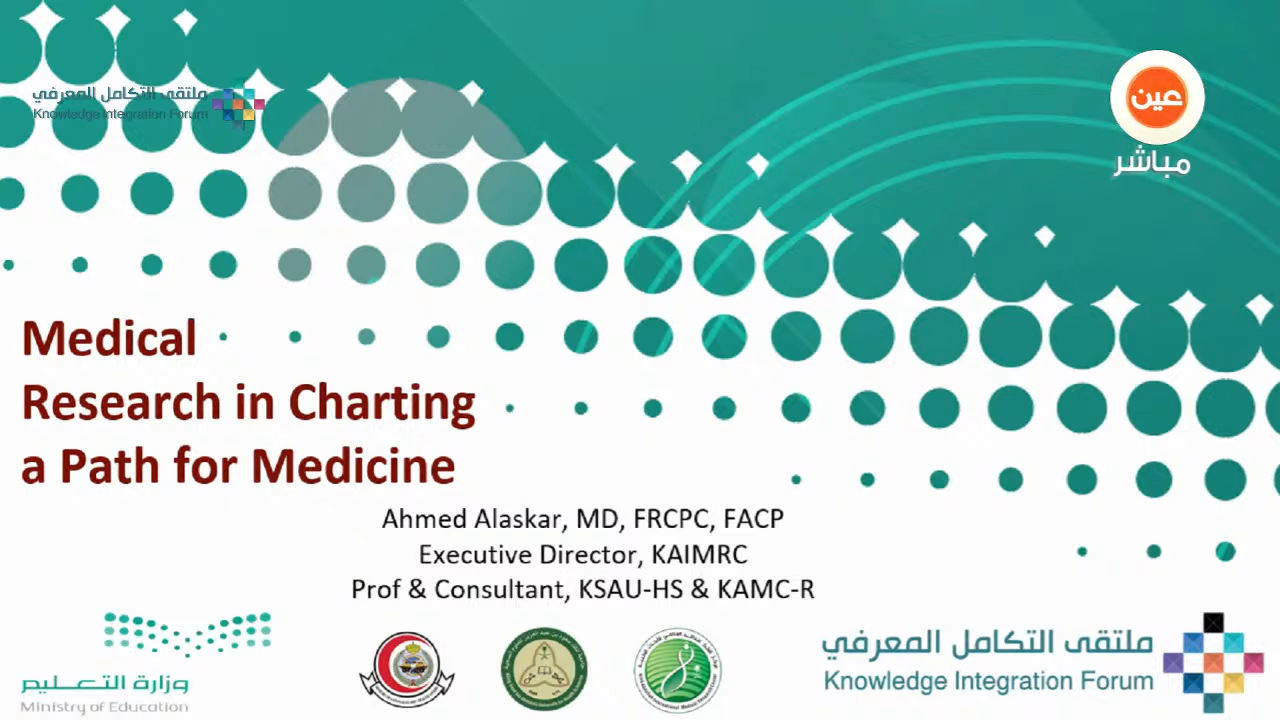 ملتقى التكامل المعرفي
Knowledge Integration Forum
عين
مباشر
Medical
Research in Charting
a Path for Medicine
Ahmed Alaskar, MD, FRCPC, FACP
Executive Director, KAIMRC
Prof & Consultant, KSAU-HS & KAMC-R
وزارة التعليم
Ministry of Education
ملتقى التكامل المعرفي
Knowledge Integration Forum